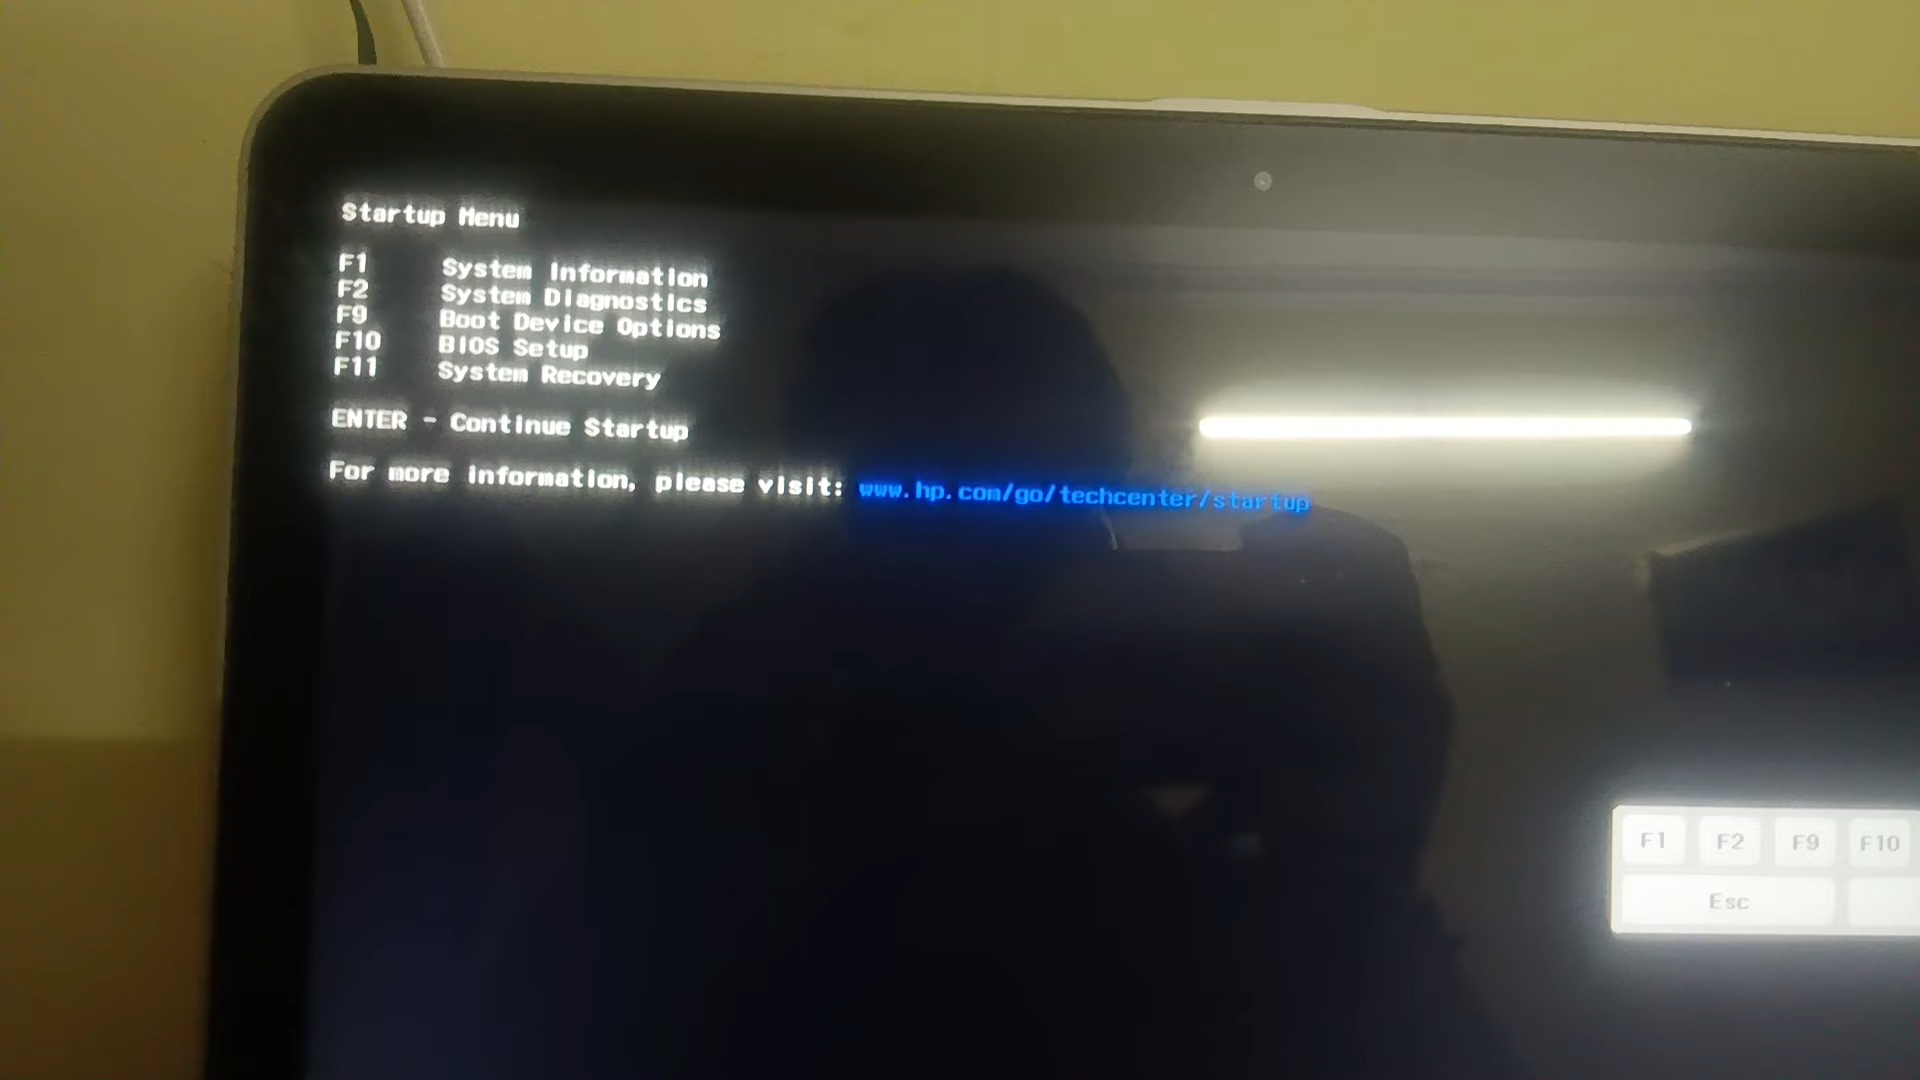 Startup Menu
F1 System Information
F2 System Diagnostics
F9 Boot Device Options
F10 BIOS Setup
F11 System Recovery
ENTER - Continue Startup
For more information, please visit: www.hp.com/go/techcenter/startup
F1 F2 F9 F10
Esc